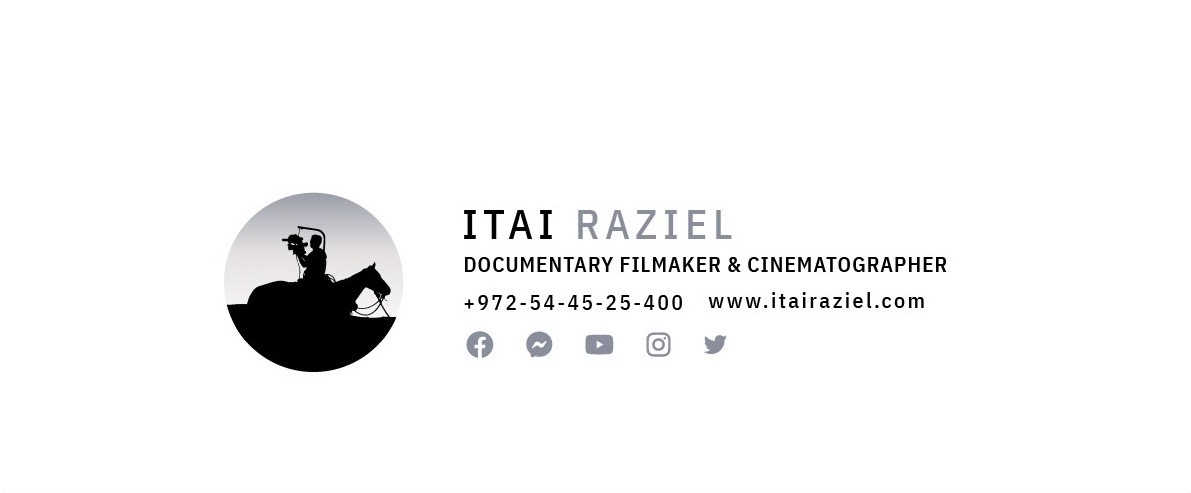 ITAI RAZIEL
DOCUMENTARY FILMAKER & CINEMATOGRAPHER
+972-54-45-25-400 www.itairaziel.com